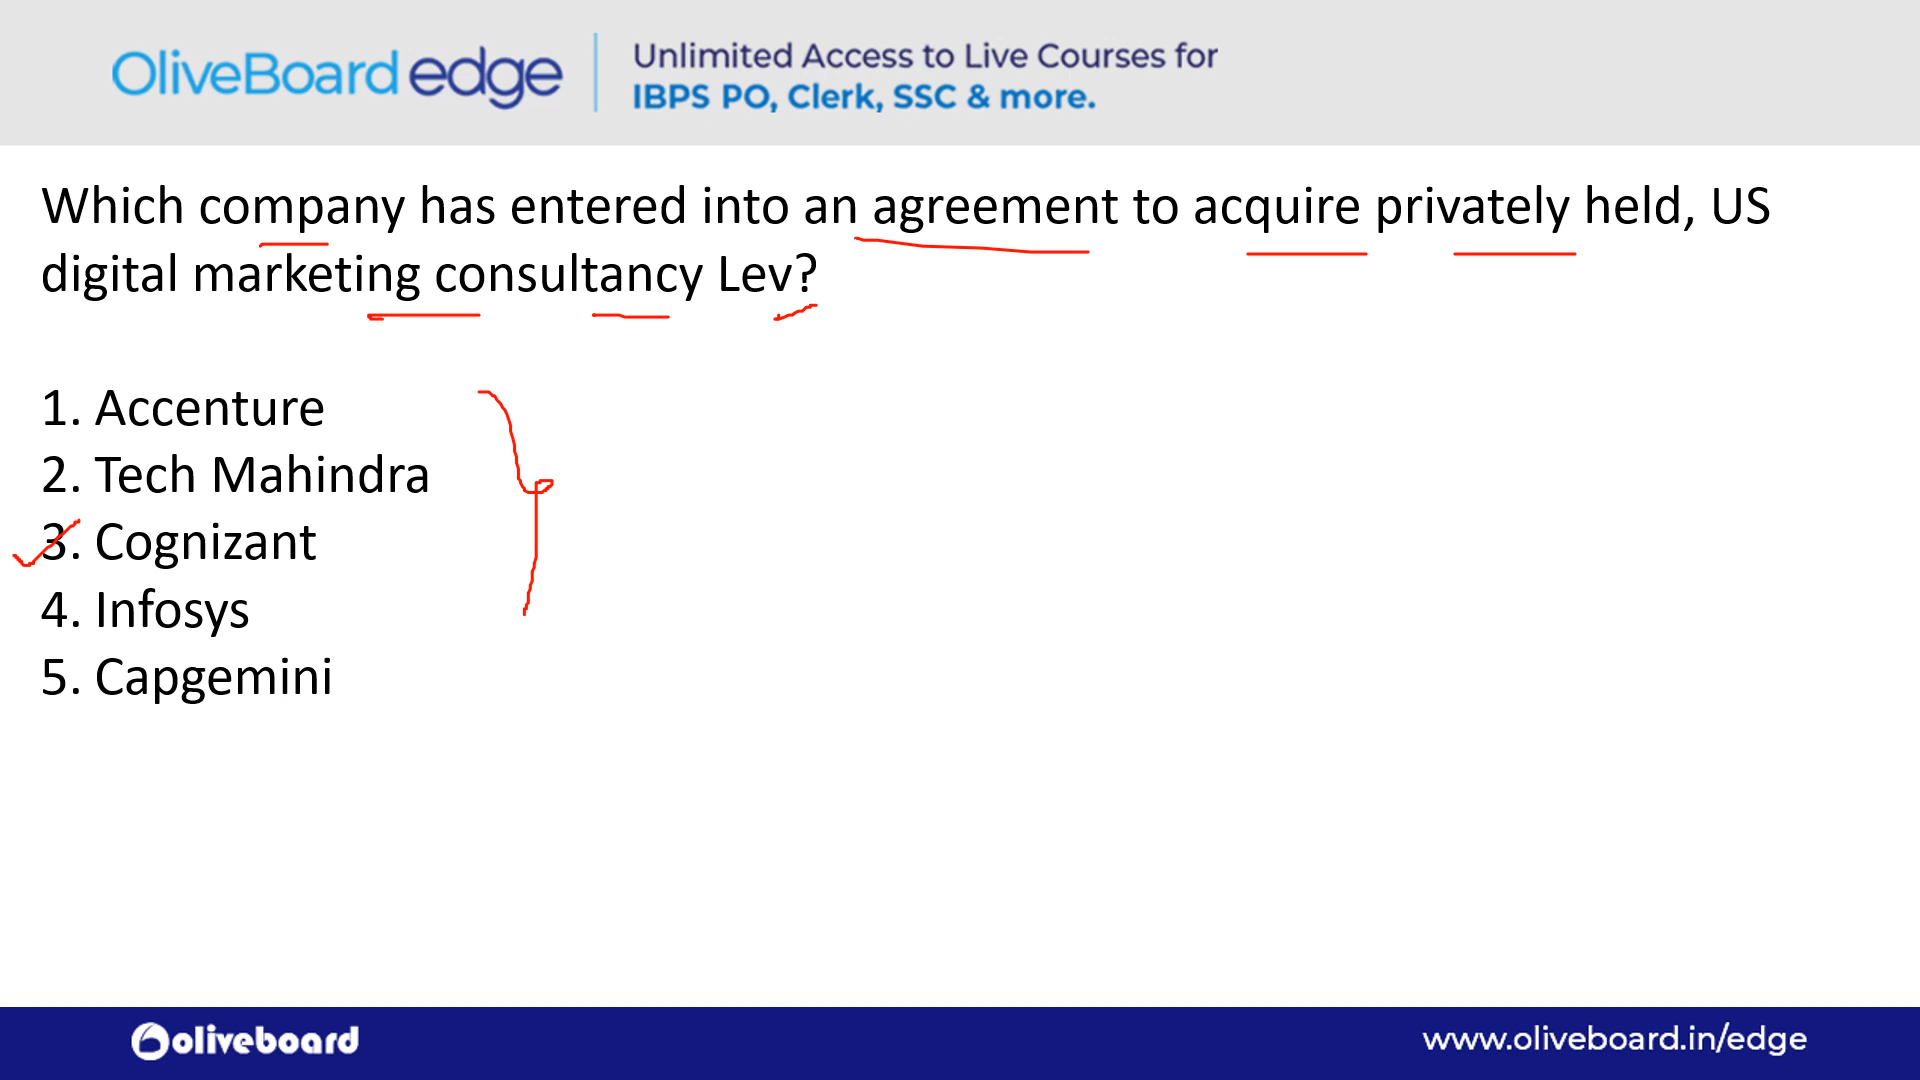 OliveBoard edge
Unlimited Access to Live Courses for
IBPS PO, Clerk, SSC & more.
Which company has entered into an agreement to acquire privately held, US
digital marketing consultancy Lev?
1. Accenture
2. Tech Mahindra
3. Cognizant
4. Infosys
5. Capgemini
oliveboard
www.oliveboard.in/edge